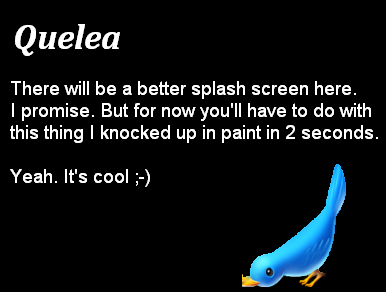 Quelea
There will be a better splash screen here.
I promise. But for now you'll have to do with
this thing I knocked up in paint in 2 seconds.
Yeah. It's cool ;-)